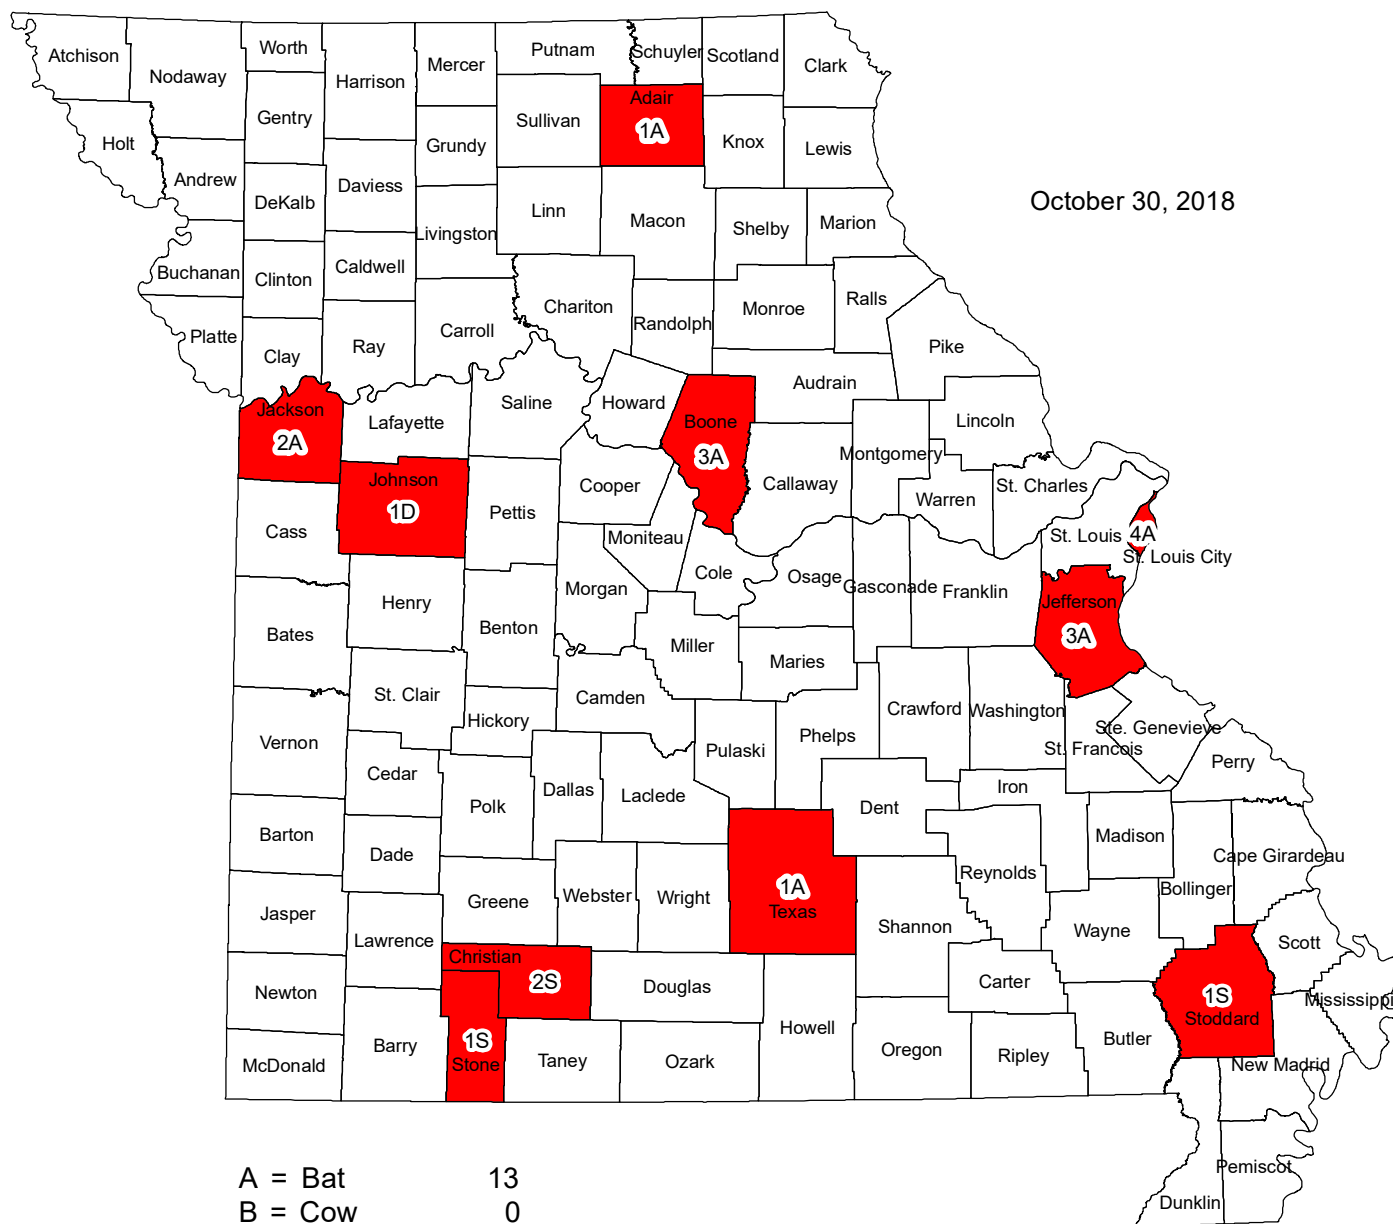 Atchison
Nodaway
Worth
Harrison
Mercer
Putnam
Schuyler
Scotland
Clark
Gentry
Holt
Andrew
DeKalb
Daviess
Grundy
Sullivan
Adair
1A
Knox
Lewis
October 30, 2018
Buchanan
Clinton
Caldwell
Livingston
Linn
Macon
Shelby
Marion
Platte
Clay
Ray
Carroll
Chariton
Randolph
Monroe
Ralls
Pike
Jackson
2A
Lafayette
Saline
Howard
Boone
3A
Audrain
Lincoln
Johnson
1D
Pettis
Cooper
Callaway
Montgomery
Warren
St. Charles
Cass
Moniteau
Cole
Osage
Gasconade
Franklin
St. Louis
4A
St. Louis City
Bates
Henry
Benton
Morgan
Miller
Maries
Jefferson
3A
Vernon
St. Clair
Hickory
Camden
Pulaski
Phelps
Crawford
Washington
St. Francois
Ste. Genevieve
Perry
Cedar
Polk
Dallas
Laclede
Dent
Iron
Madison
Barton
Dade
Greene
Webster
Wright
1A
Texas
Reynolds
Bollinger
Cape Girardeau
Jasper
Lawrence
Christian
2S
Shannon
Wayne
Scott
Newton
Douglas
Howell
Carter
1S
Stoddard
Mississippi
McDonald
Barry
1S
Stone
Taney
Ozark
Oregon
Ripley
Butler
New Madrid
Pemiscot
Dunklin
A = Bat 13
B = Cow 0